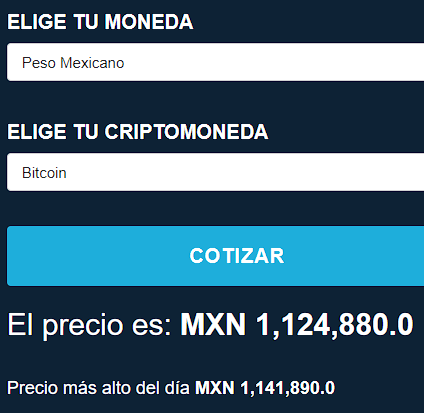 ELIGE TU MONEDA
Peso Mexicano
ELIGE TU CRIPTOMONEDA
Bitcoin
COTIZAR
El precio es: MXN 1,124,880.0
Precio más alto del día MXN 1,141,890.0